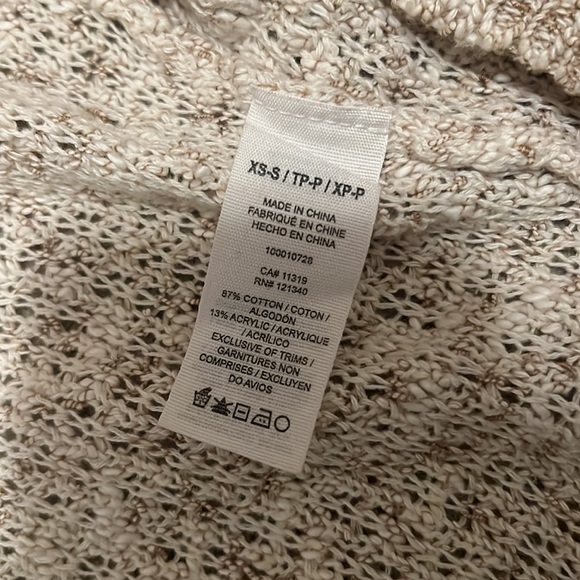 XS-S / TP-P / XP-P
MADE IN CHINA
FABRIQUÉ EN CHINE
HECHO EN CHINA
100010728
CA# 11319
RN# 121340
87% COTTON / COTON /
ALGODÓN
13% ACRYLIC / ACRYLIQUE
/ ACRÍLICO
EXCLUSIVE OF TRIMS /
GARNITURES NON
COMPRISES / EXCLUYEN
DO AVIOS